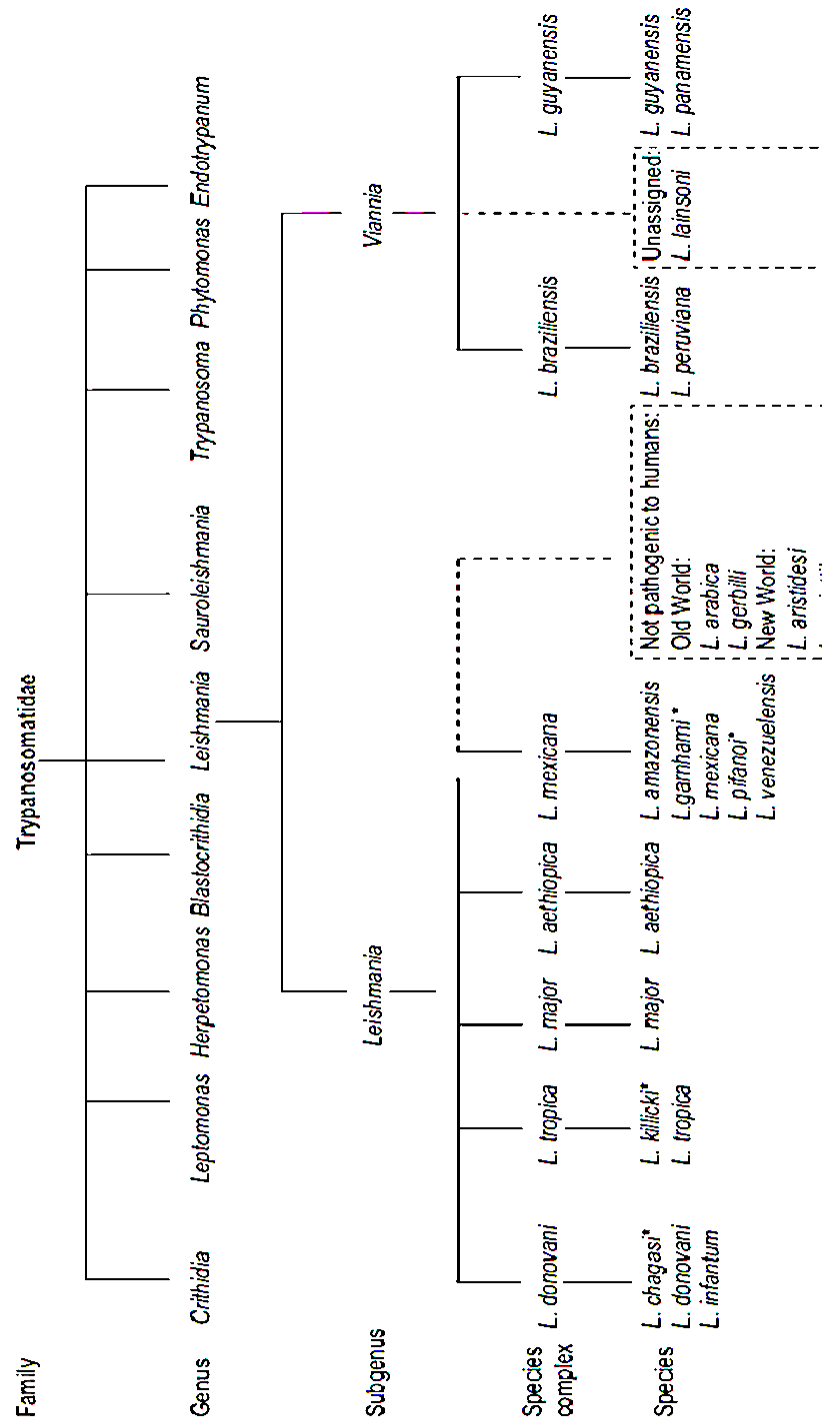 Family
Trypanosomatidae
Genus
Crithidia
Leptomonas
Herpetomonas
Blastocrithidia
Leishmania
Sauroleishmania
Trypanosoma
Phytomonas
Endotrypanum
Subgenus
Leishmania
Viannia
Species
complex
L. donovani
L. tropica
L. major
L. aethiopica
L. mexicana
L. braziliensis
L. guyanensis
Species
L. chagasi*
L. donovani
L. infantum
L. killicki*
L. tropica
L. major
L. aethiopica
L. amazonensis
L.garnhami*
L. mexicana
L. pifanoi*
L. venezuelensis
Not pathogenic to humans:
Old World:
L. arabica
L. gerbilli
New World:
L. aristidesi
L. braziliensis
L. peruviana
Unassigned:
L. lainsoni
L. guyanensis
L. panamensis